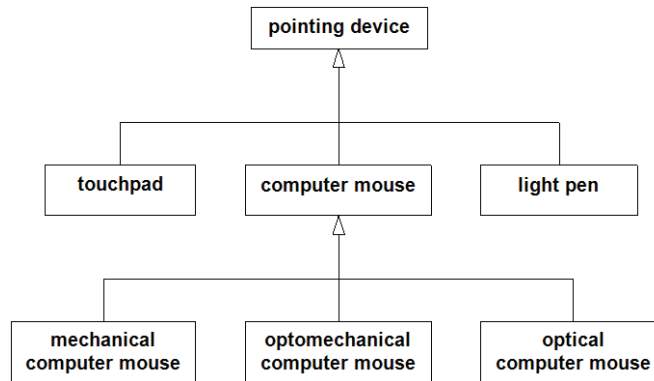 pointing device
touchpad
computer mouse
light pen
mechanical
computer mouse
optomechanical
computer mouse
optical
computer mouse